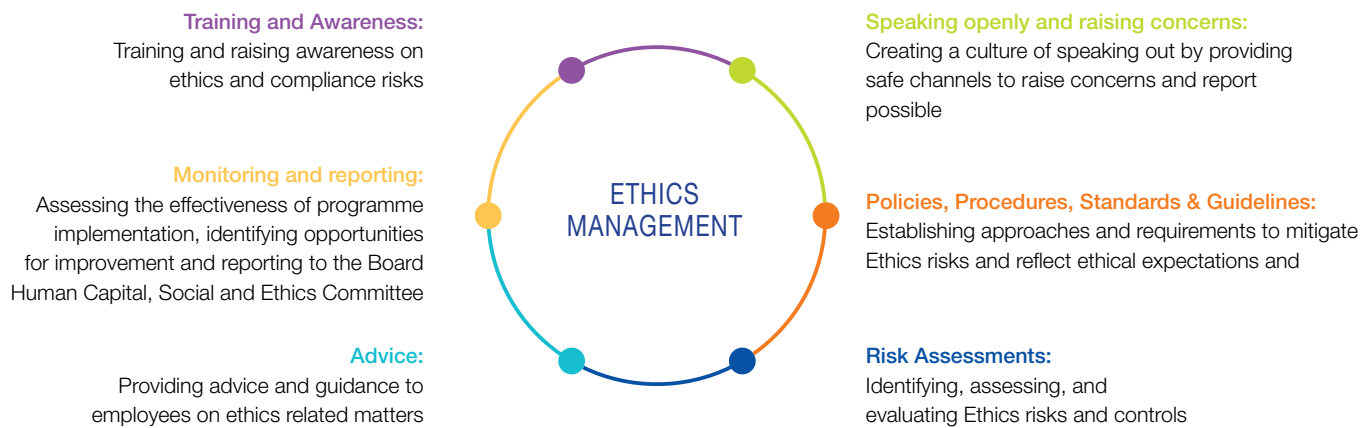 Training and Awareness:
Training and raising awareness on
ethics and compliance risks
Monitoring and reporting:
Assessing the effectiveness of programme
implementation, identifying opportunities
for improvement and reporting to the Board
Human Capital, Social and Ethics Committee
Advice:
Providing advice and guidance to
employees on ethics related matters
ETHICS
MANAGEMENT
Speaking openly and raising concerns:
Creating a culture of speaking out by providing
safe channels to raise concerns and report
possible
Policies, Procedures, Standards & Guidelines:
Establishing approaches and requirements to mitigate
Ethics risks and reflect ethical expectations and
Risk Assessments:
Identifying, assessing, and
evaluating Ethics risks and controls